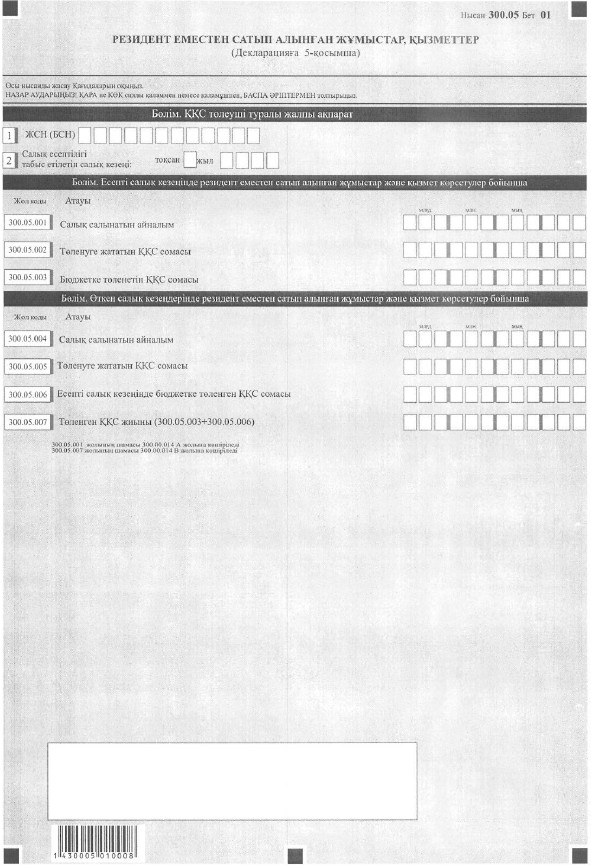 Нысан 300.05 Бет 01
РЕЗИДЕНТ ЕМЕСТЕН САТЫП АЛЫНҒАН ЖҰМЫСТАР, ҚЫЗМЕТТЕР
(Декларацияға 5-қосымша)
Осы нысанды жасау Қағидаларын оқыңыз.
НАЗАР АУДАРЫҢЫЗ! ҚАРА не КӨК сиялы қаламмен немесе қаламұшпен, БАСПА ӘРІПТЕРМЕН толтырыңыз.
Бөлім. ҚҚС төлеуші туралы жалпы ақпарат
1 ЖСН (БСН)
2 Салық есептілігі
табыс етілетін салық кезеңі: тоқсан жыл
Бөлім. Есепті салық кезеңінде резидент еместен сатып алынған жұмыстар және қызмет көрсетулер бойынша
Жол коды Атауы
млрд. млн. мың
300.05.001 Салық салынатын айналым
300.05.002 Төленуге жататын ҚҚС сомасы
300.05.003 Бюджетке төленетін ҚҚС сомасы
Бөлім. Өткен салық кезеңдерінде резидент еместен сатып алынған жұмыстар және қызмет көрсетулер бойынша
Жол коды Атауы
млрд. млн. мың
300.05.004 Салық салынатын айналым
300.05.005 Төленуге жататын ҚҚС сомасы
300.05.006 Есепті салық кезеңінде бюджетке төленген ҚҚС сомасы
300.05.007 Төленген ҚҚС жиыны (300.05.003+300.05.006)
300.05.001 жолының шамасы 300.00.014 А жолына көшіріледі
300.05.007 жолының шамасы 300.00.014 В жолына көшіріледі
1 430005 010008